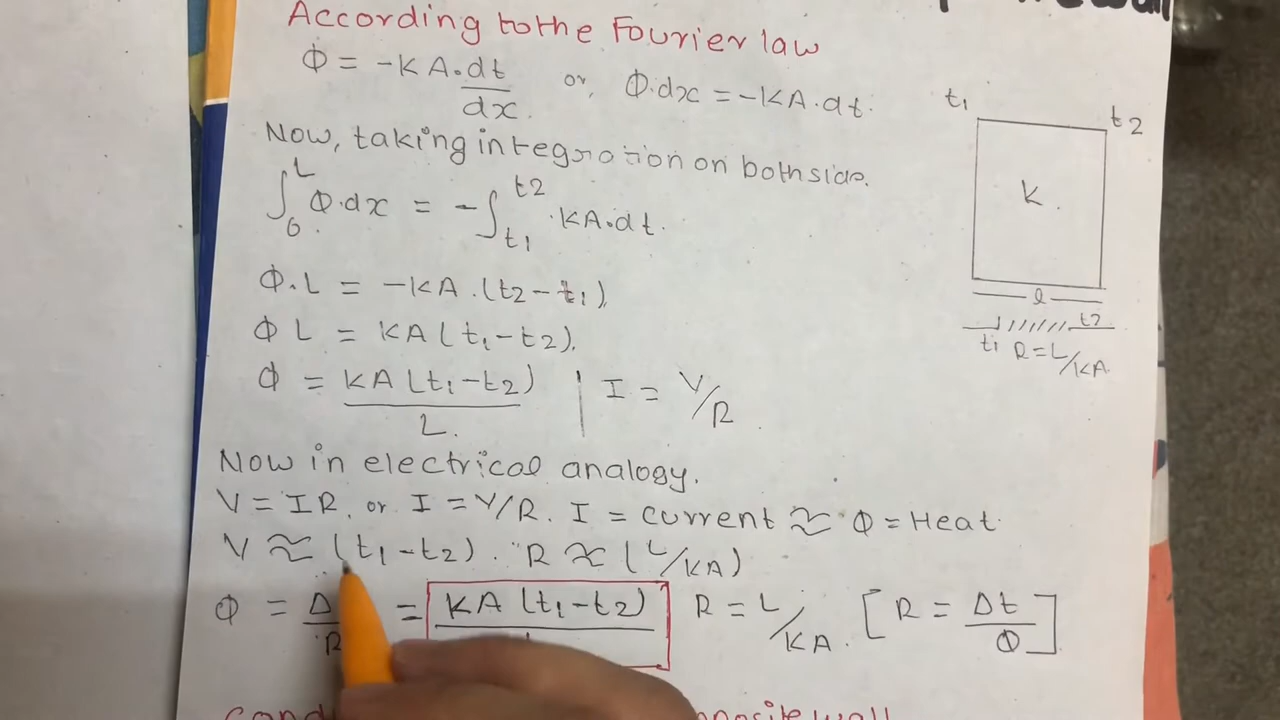 According to the Fourier law
Φ = -KA.dt/dx or, Φ.dx = -KA.dt.
Now, taking integration on both side.
∫₀ᴸ Φ.dx = -∫ₜ₁ᵗ² .KA.dt.
Φ.L = -KA.(t2-t1)
Φ L = KA(t1-t2).
Φ = KA(t1-t2)/L. | I = V/R.
Now in electrical analogy.
V = IR. or I = V/R. I = current ≈ Φ = Heat.
V ≈ (t1-t2). R ≈ (L/KA)
Φ = Δ /R = KA(t1-t2) R = L/KA. [R = Δt/Φ]
wall
t1
t2
K.
l
t2
t1 R=L/KA